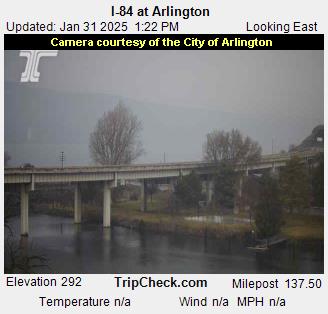 I-84 at Arlington
Updated: Jan 31 2025 1:22 PM Looking East
Camera courtesy of the City of Arlington
Elevation 292 TripCheck.com Milepost 137.50
Temperature n/a Wind n/a MPH n/a